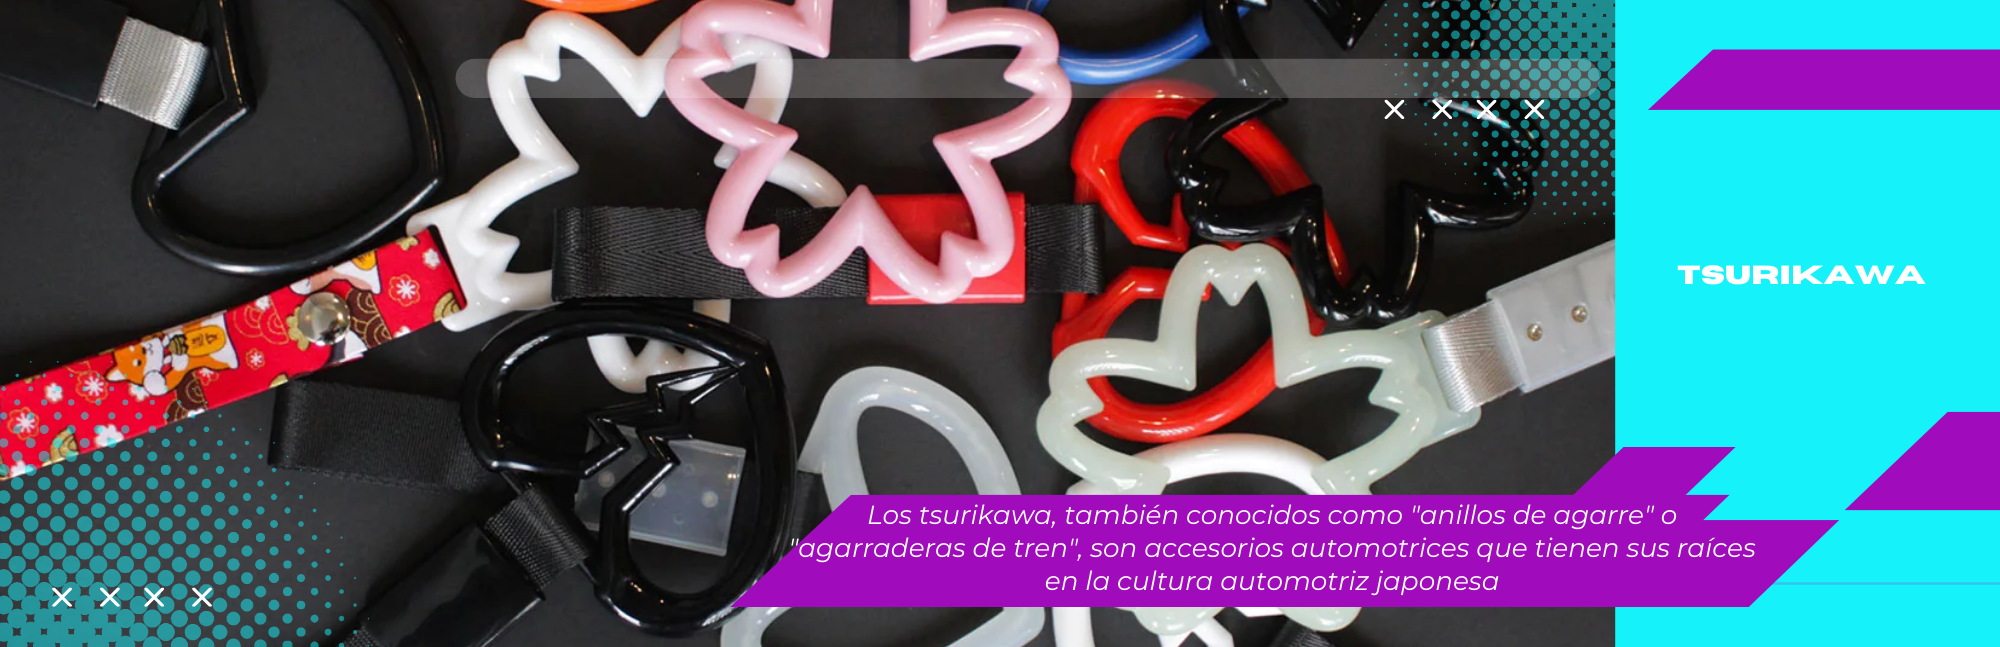 TSURIKAWA
Los tsurikawa, también conocidos como "anillos de agarre" o
"agarraderas de tren", son accesorios automotrices que tienen sus raíces
en la cultura automotriz japonesa